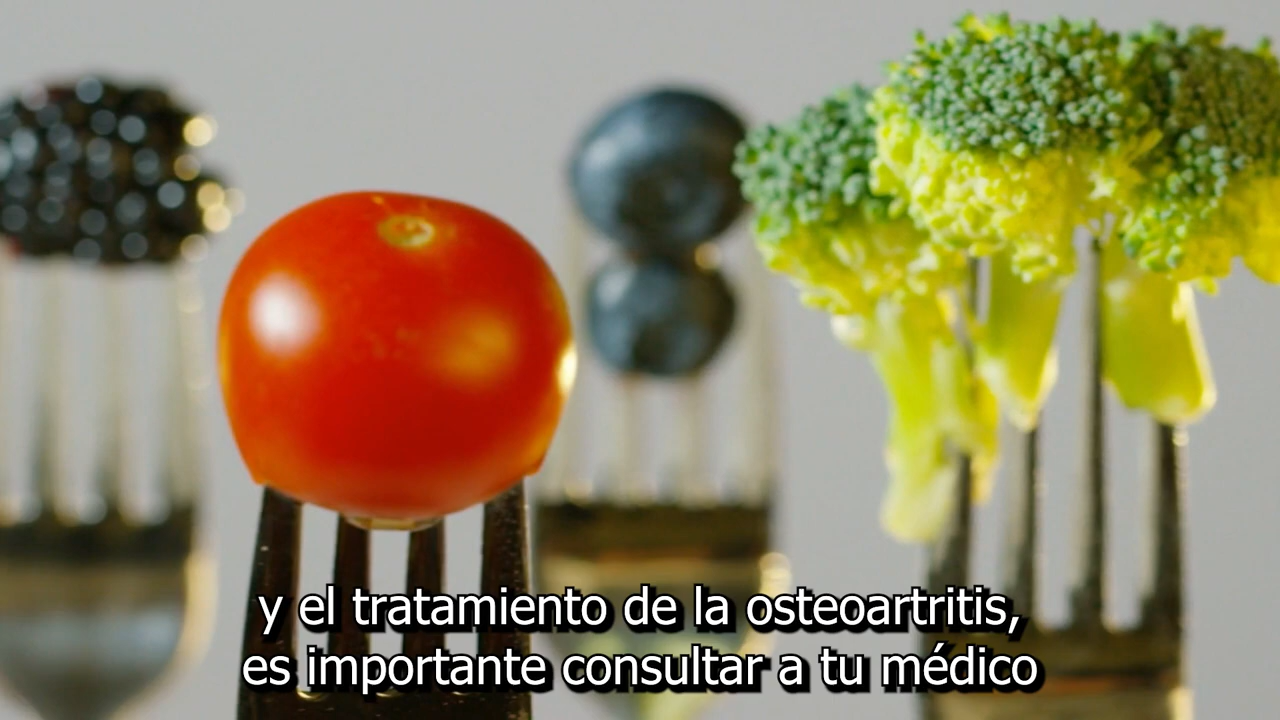 y el tratamiento de la osteoartritis,
es importante consultar a tu médico